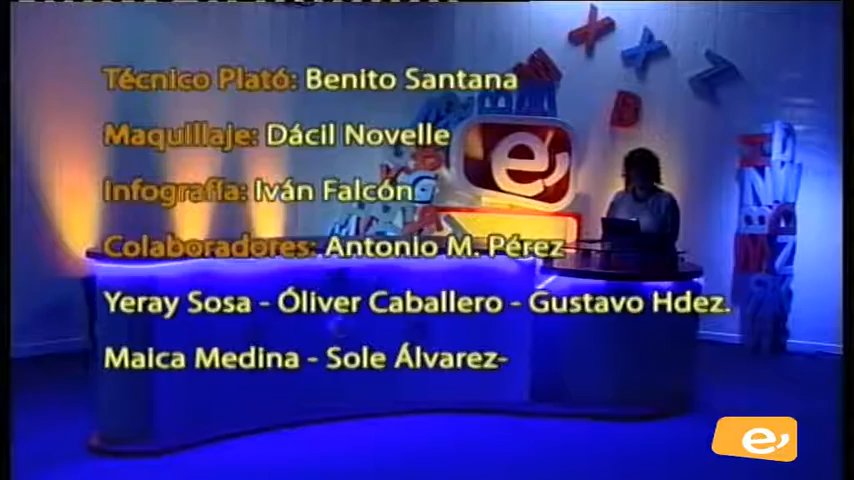 Técnico Plató: Benito Santana
Maquillaje: Dácil Novelle
Infografía: Iván Falcón
Colaboradores: Antonio M. Pérez
Yeray Sosa - Óliver Caballero - Gustavo Hdez.
Maica Medina - Sole Álvarez-
e
e